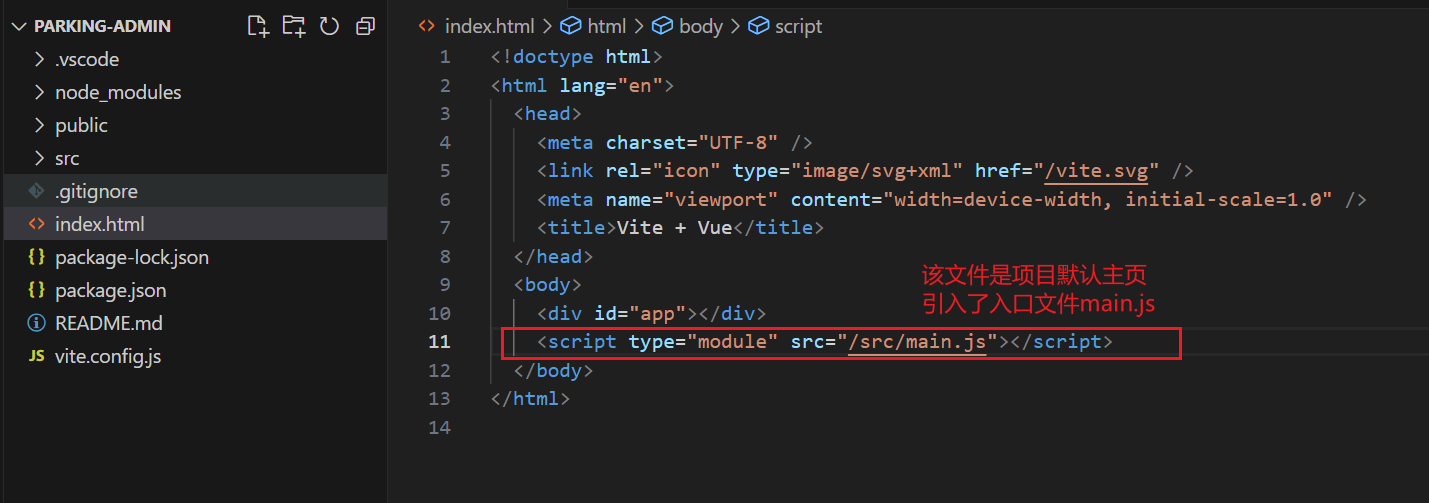 PARKING-ADMIN
.vscode
node_modules
public
src
.gitignore
index.html
package-lock.json
package.json
README.md
JS vite.config.js
index.html > html > body > script
1 <!doctype html>
2 <html lang="en">
3 <head>
4 <meta charset="UTF-8" />
5 <link rel="icon" type="image/svg+xml" href="/vite.svg" />
6 <meta name="viewport" content="width=device-width, initial-scale=1.0" />
7 <title>Vite + Vue</title>
8 </head>
9 <body>
10 <div id="app"></div>
11 <script type="module" src="/src/main.js"></script>
12 </body>
13 </html>
14
该文件是项目默认主页
引入了入口文件main.js